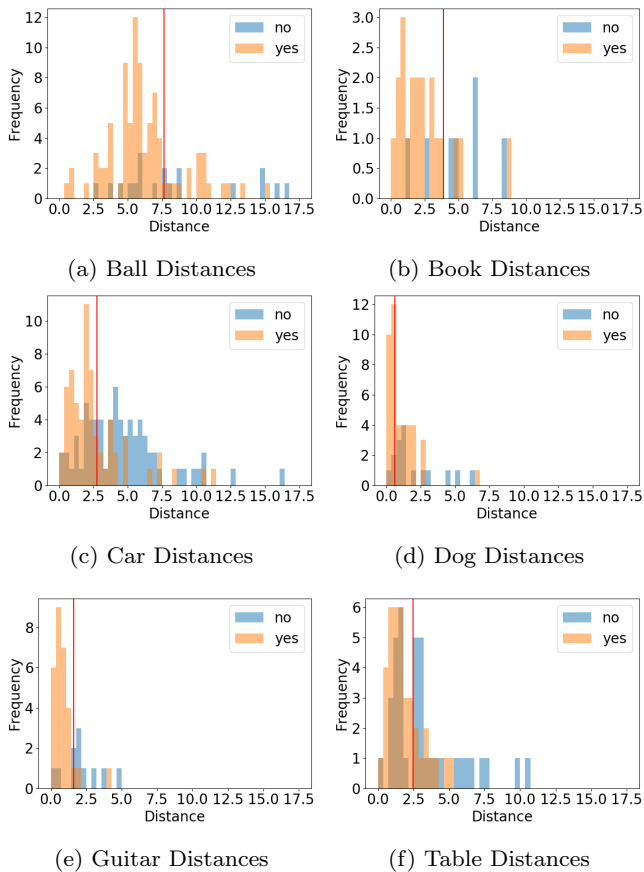 12
10
8
6
4
2
0
Frequency
no
yes
0.0 2.5 5.0 7.5 10.0 12.5 15.0 17.5
Distance
(a) Ball Distances
3.0
2.5
2.0
1.5
1.0
0.5
0.0
Frequency
no
yes
0.0 2.5 5.0 7.5 10.0 12.5 15.0 17.5
Distance
(b) Book Distances
10
8
6
4
2
0
Frequency
no
yes
0.0 2.5 5.0 7.5 10.0 12.5 15.0 17.5
Distance
(c) Car Distances
12
10
8
6
4
2
0
Frequency
no
yes
0.0 2.5 5.0 7.5 10.0 12.5 15.0 17.5
Distance
(d) Dog Distances
8
6
4
2
0
Frequency
no
yes
0.0 2.5 5.0 7.5 10.0 12.5 15.0 17.5
Distance
(e) Guitar Distances
6
5
4
3
2
1
0
Frequency
no
yes
0.0 2.5 5.0 7.5 10.0 12.5 15.0 17.5
Distance
(f) Table Distances